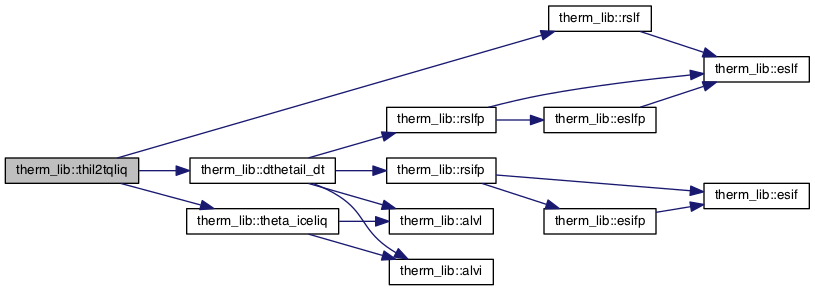 therm_lib::rslf
therm_lib::eslf
therm_lib::rslfp
therm_lib::eslfp
therm_lib::thil2tqliq
therm_lib::dthetail_dt
therm_lib::rsifp
therm_lib::esif
therm_lib::theta_iceliq
therm_lib::alvl
therm_lib::esifp
therm_lib::alvi